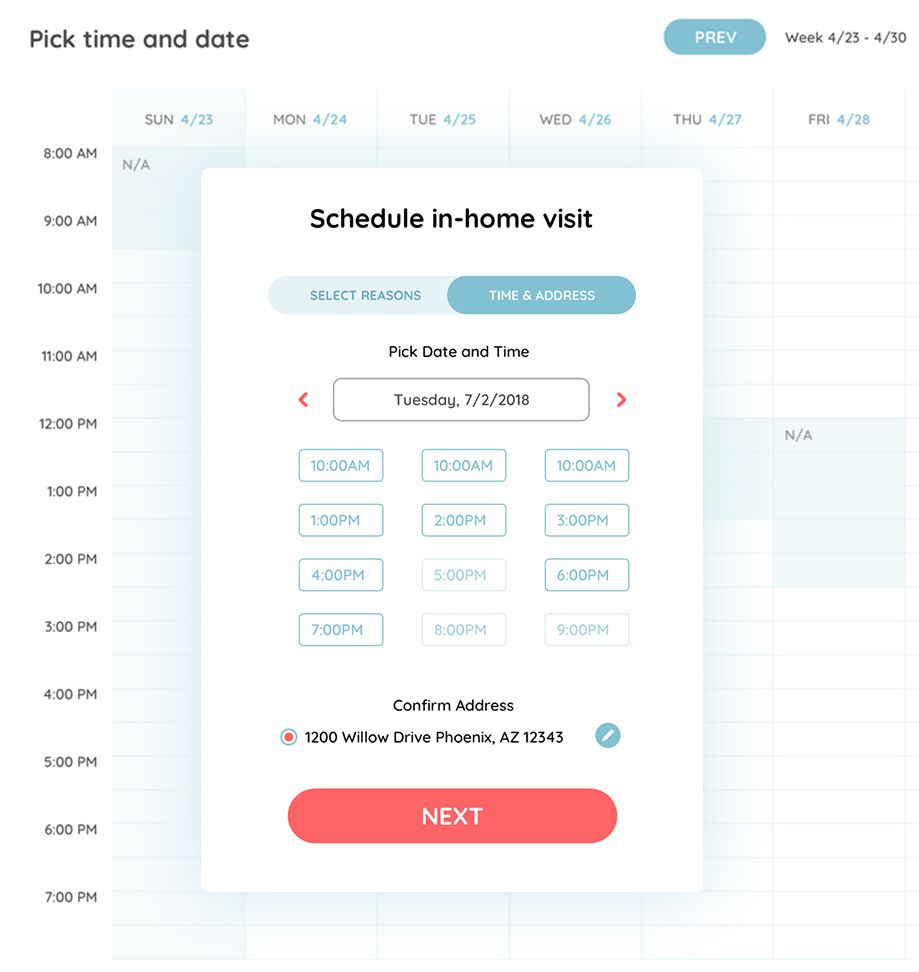 Pick time and date
PREV Week 4/23 - 4/30
SUN 4/23 MON 4/24 TUE 4/25 WED 4/26 THU 4/27 FRI 4/28
8:00 AM
N/A
9:00 AM
10:00 AM
11:00 AM
12:00 PM
N/A
1:00 PM
2:00 PM
3:00 PM
4:00 PM
5:00 PM
6:00 PM
7:00 PM
Schedule in-home visit
SELECT REASONS TIME & ADDRESS
Pick Date and Time
Tuesday, 7/2/2018
10:00AM 10:00AM 10:00AM
1:00PM 2:00PM 3:00PM
4:00PM 5:00PM 6:00PM
7:00PM 8:00PM 9:00PM
Confirm Address
1200 Willow Drive Phoenix, AZ 12343
NEXT